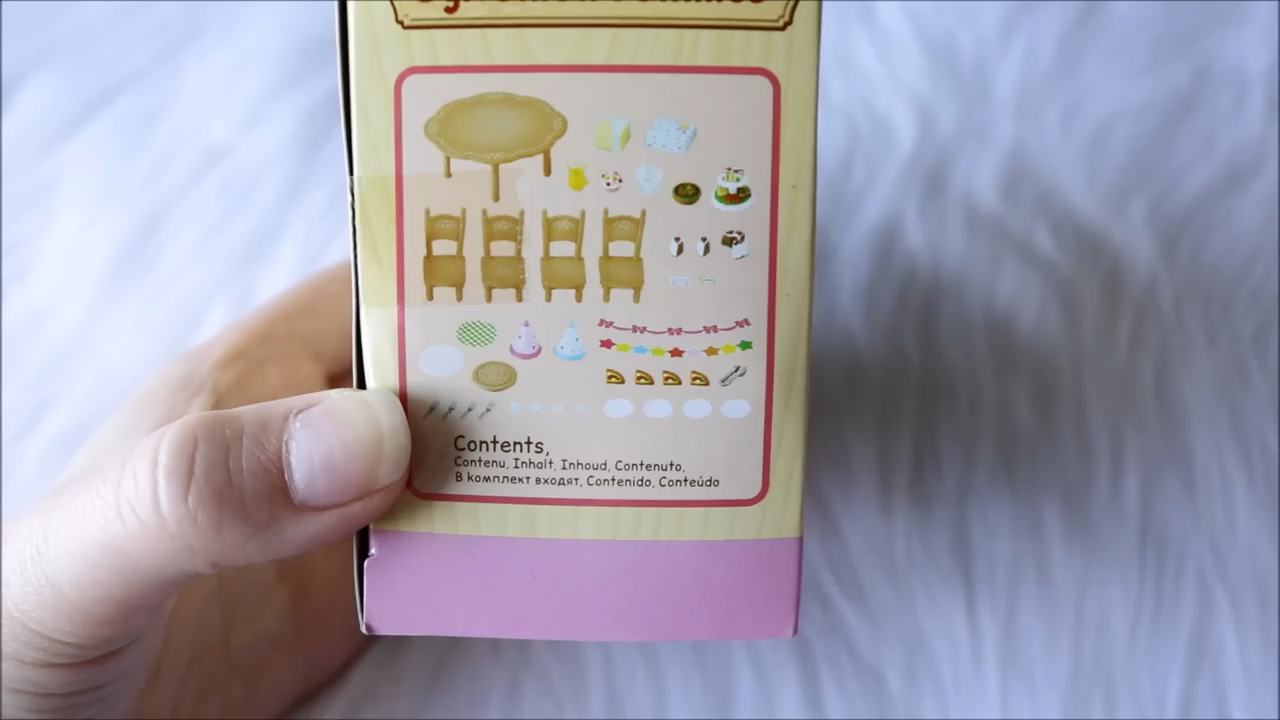 Contents,
Contenu, Inhalt, Inhoud, Contenuto,
В комплект входят, Contenido, Conteúdo